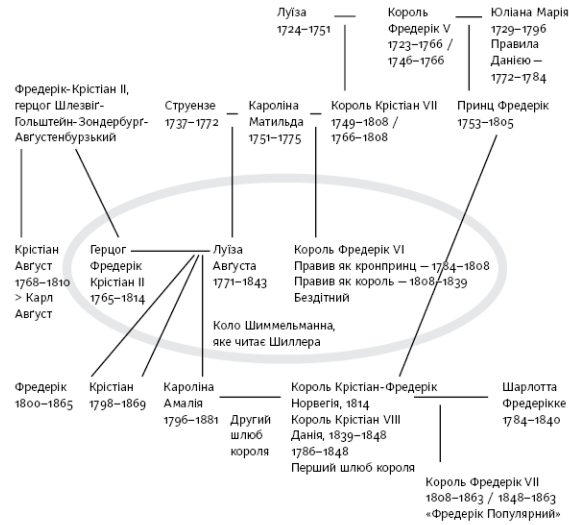 Луїза
1724–1751
Король
Фредерік V
1723–1766 /
1746–1766
Юліана Марія
1729–1796
Правила
Данією —
1772–1784
Фредерік-Крістіан II,
герцог Шлезвіґ-
Гольштейн-Зондербурґ-
Авґустенбурзький
Струензе
1737–1772
Кароліна
Матильда
1751–1775
Король Крістіан VII
1749–1808 /
1766–1808
Принц Фредерік
1753–1805
Крістіан
Авґуст
1768–1810
> Карл
Авґуст
Герцог
Фредерік
Крістіан II
1765–1814
Луїза
Авґуста
1771–1843
Король Фредерік VI
Правив як кронпринц — 1784–1808
Правив як король — 1808–1839
Бездітний
Коло Шиммельманна,
яке читає Шиллера
Фредерік
1800–1865
Крістіан
1798–1869
Кароліна
Амалія
1796–1881
Другий
шлюб
короля
Король Крістіан-Фредерік
Норвегія, 1814
Король Крістіан VIII
Данія, 1839–1848
1786–1848
Перший шлюб короля
Шарлотта
Фредерікке
1784–1840
Король Фредерік VII
1808–1863 / 1848–1863
«Фредерік Популярний»